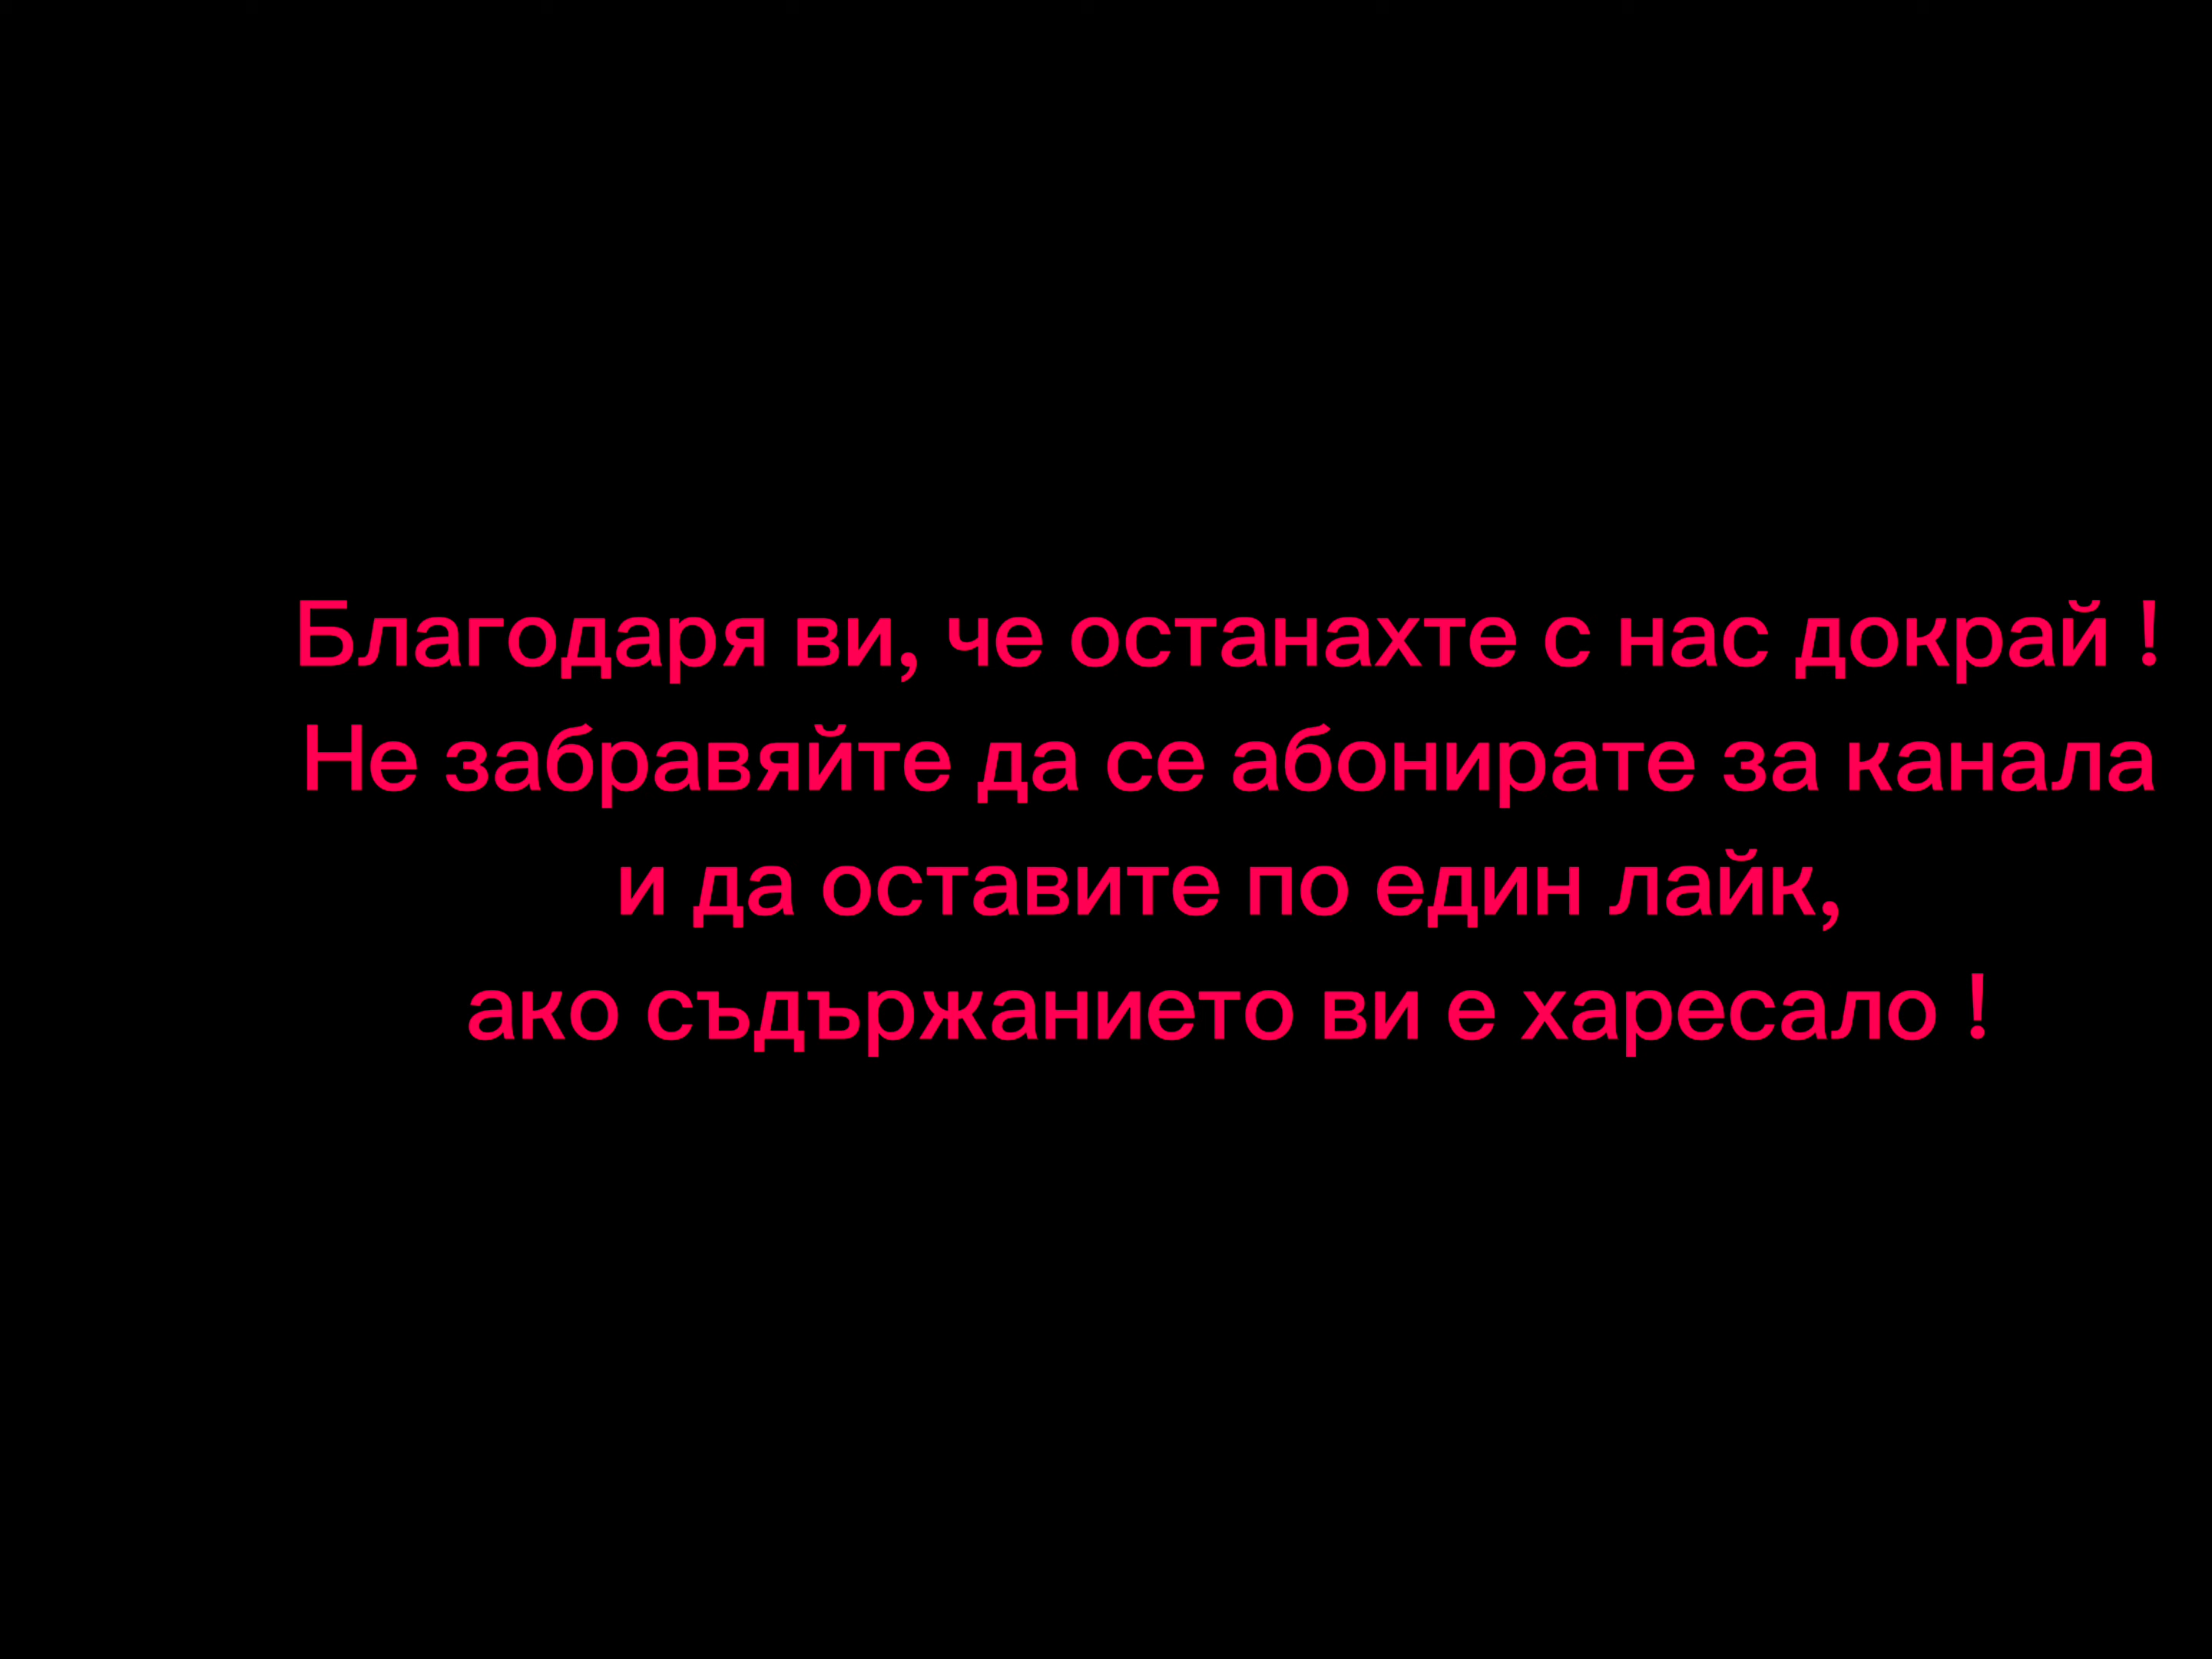 Благодаря ви, че останахте с нас докрай !
Не забравяйте да се абонирате за канала
и да оставите по един лайк,
ако съдържанието ви е харесало !